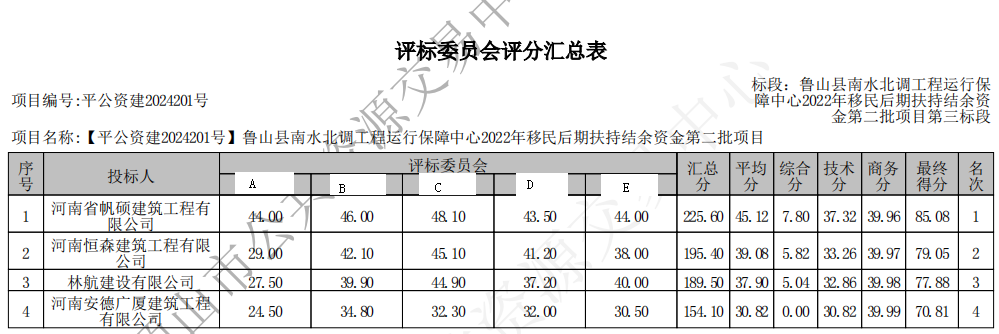 评标委员会评分汇总表
标段：鲁山县南水北调工程运行保
项目编号:平公资建2024201号
障中心2022年移民后期扶持结余资
金第二批项目第三标段
项目名称:【平公资建2024201号】鲁山县南水北调工程运行保障中心2022年移民后期扶持结余资金第二批项目
序号 投标人 评标委员会 汇总分 平均分 综合分 技术分 商务分 最终得分 名次
A B C D E
1 河南省帆硕建筑工程有限公司 44.00 46.00 48.10 43.50 44.00 225.60 45.12 7.80 37.32 39.96 85.08 1
2 河南恒森建筑工程有限公司 29.00 42.10 45.10 41.20 38.00 195.40 39.08 5.82 33.26 39.97 79.05 2
3 林航建设有限公司 27.50 39.90 44.90 37.20 40.00 189.50 37.90 5.04 32.86 39.98 77.88 3
4 河南安德广厦建筑工程有限公司 24.50 34.80 32.30 32.00 30.50 154.10 30.82 0.00 30.82 39.99 70.81 4